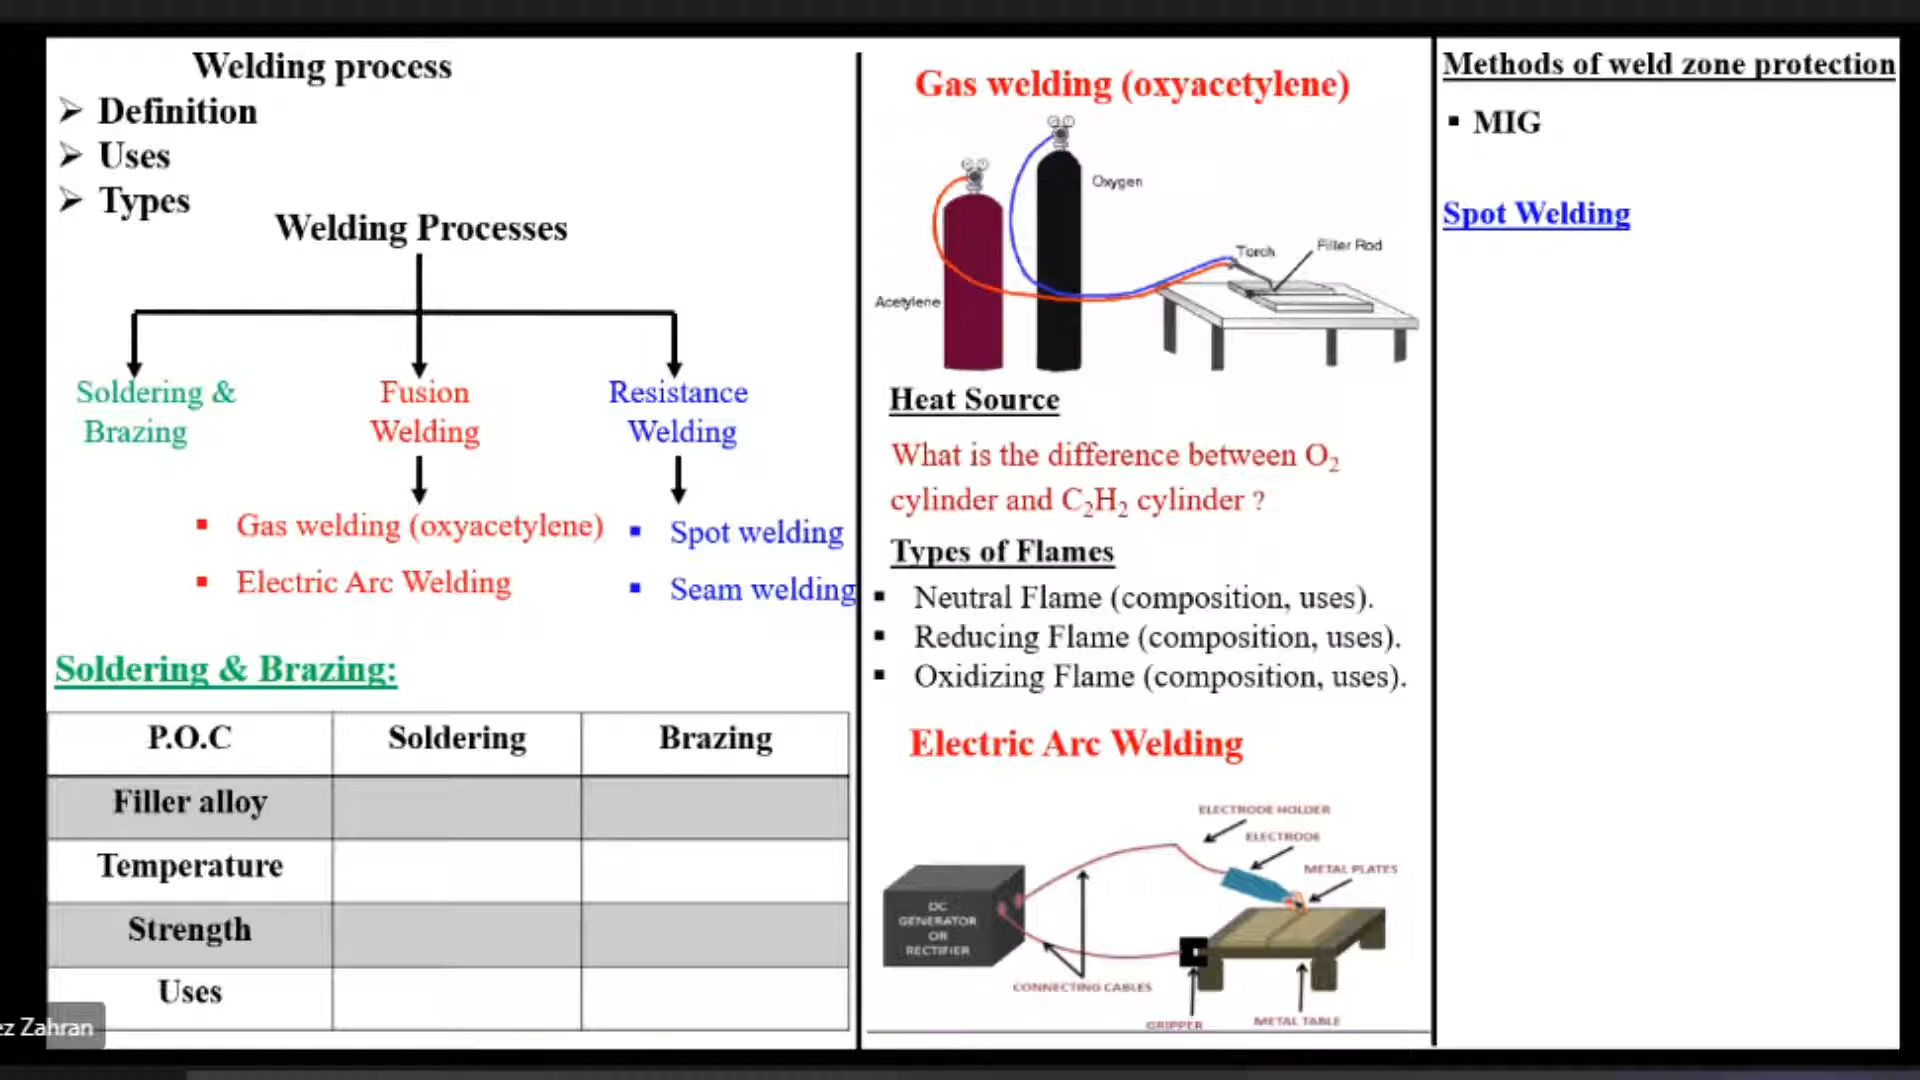 Welding process
Definition
Uses
Types
Welding Processes
Soldering &
Brazing
Fusion
Welding
Resistance
Welding
Gas welding (oxyacetylene)
Electric Arc Welding
Spot welding
Seam welding
Soldering & Brazing:
P.O.C Soldering Brazing
Filler alloy
Temperature
Strength
Uses
ez Zahran
Gas welding (oxyacetylene)
Oxygen
Torch
Filler Rod
Acetylene
Heat Source
What is the difference between O₂
cylinder and C₂H₂ cylinder ?
Types of Flames
Neutral Flame (composition, uses).
Reducing Flame (composition, uses).
Oxidizing Flame (composition, uses).
Electric Arc Welding
ELECTRODE HOLDER
ELECTRODE
METAL PLATES
DC
GENERATOR
OR
RECTIFIER
CONNECTING CABLES
GRIPPER
METAL TABLE
Methods of weld zone protection
MIG
Spot Welding